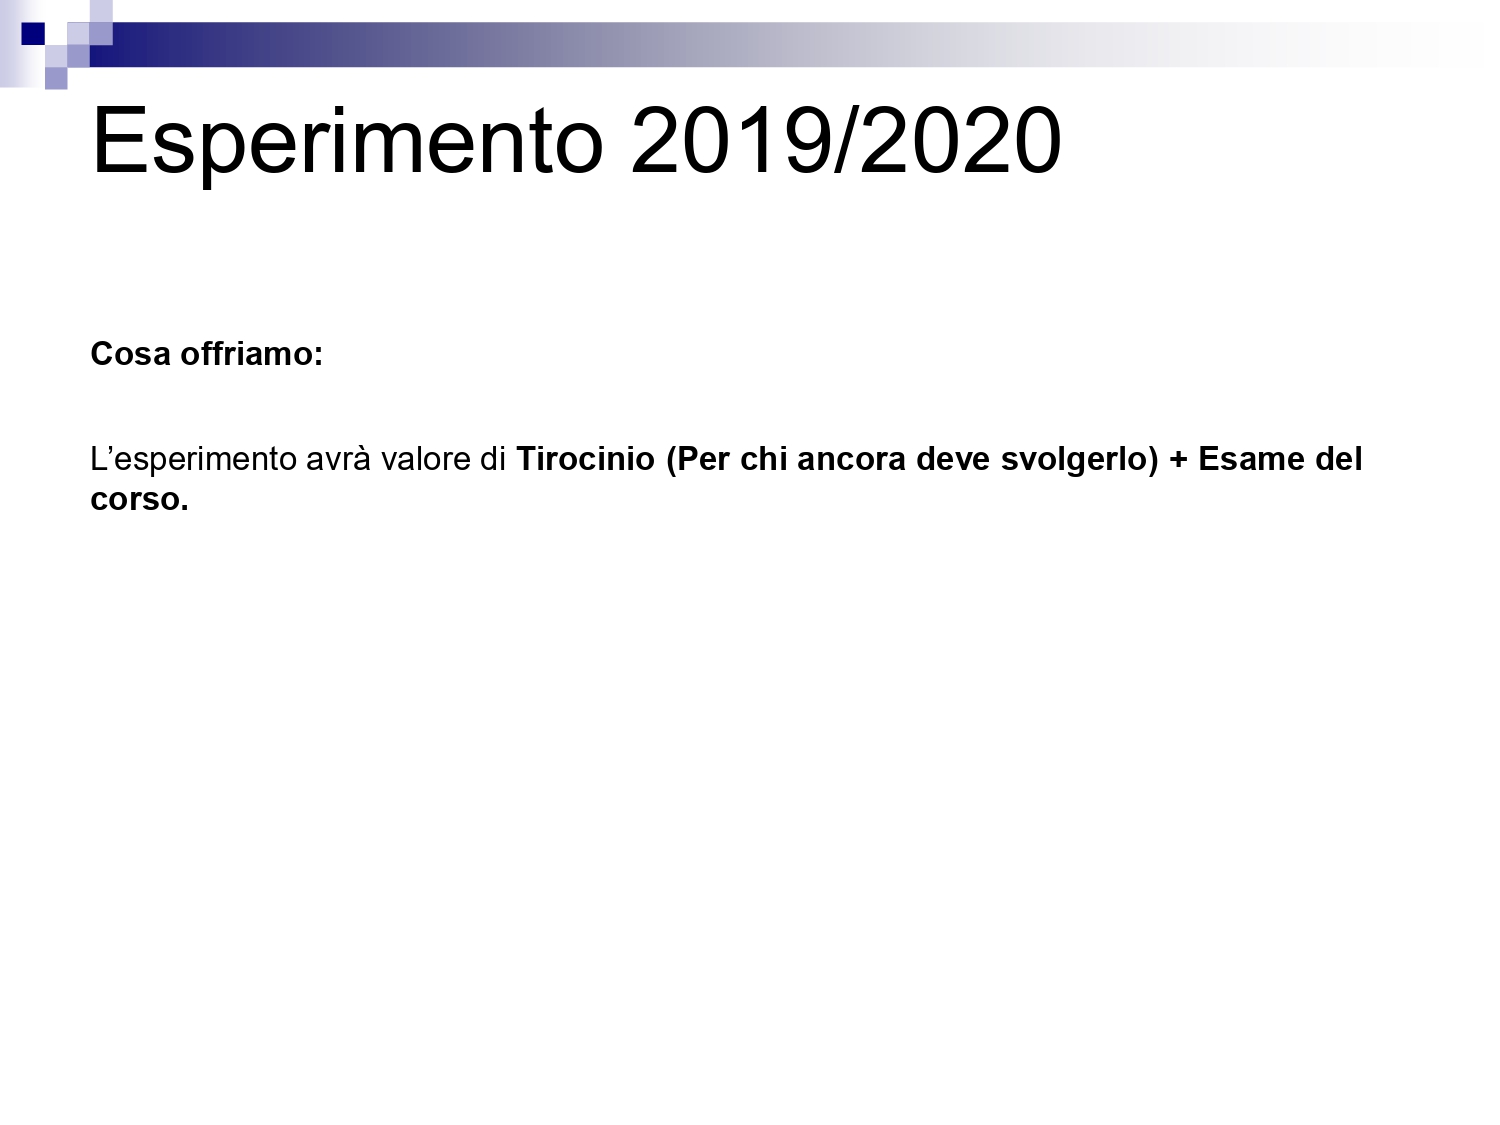 Esperimento 2019/2020
Cosa offriamo:
L’esperimento avrà valore di Tirocinio (Per chi ancora deve svolgerlo) + Esame del
corso.